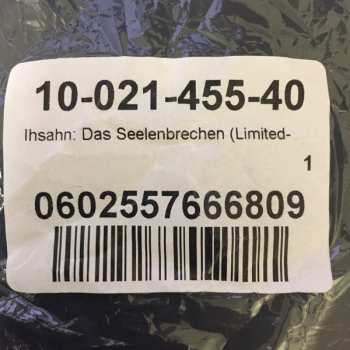 10-021-455-40
Ihsahn: Das Seelenbrechen (Limited-
1
0602557666809